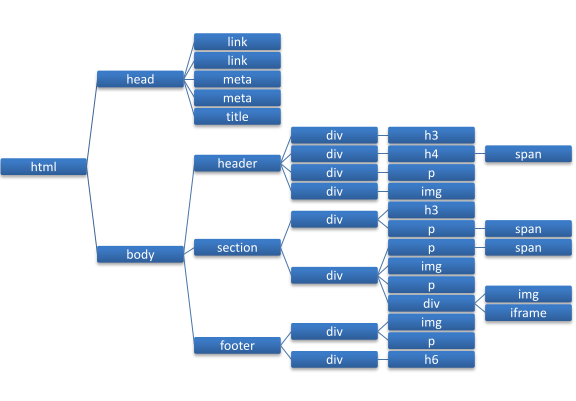 html
head
link
link
meta
meta
title
body
header
div
h3
div
h4
span
div
p
div
img
section
div
h3
p
span
div
p
span
img
p
div
img
iframe
footer
div
img
p
div
h6